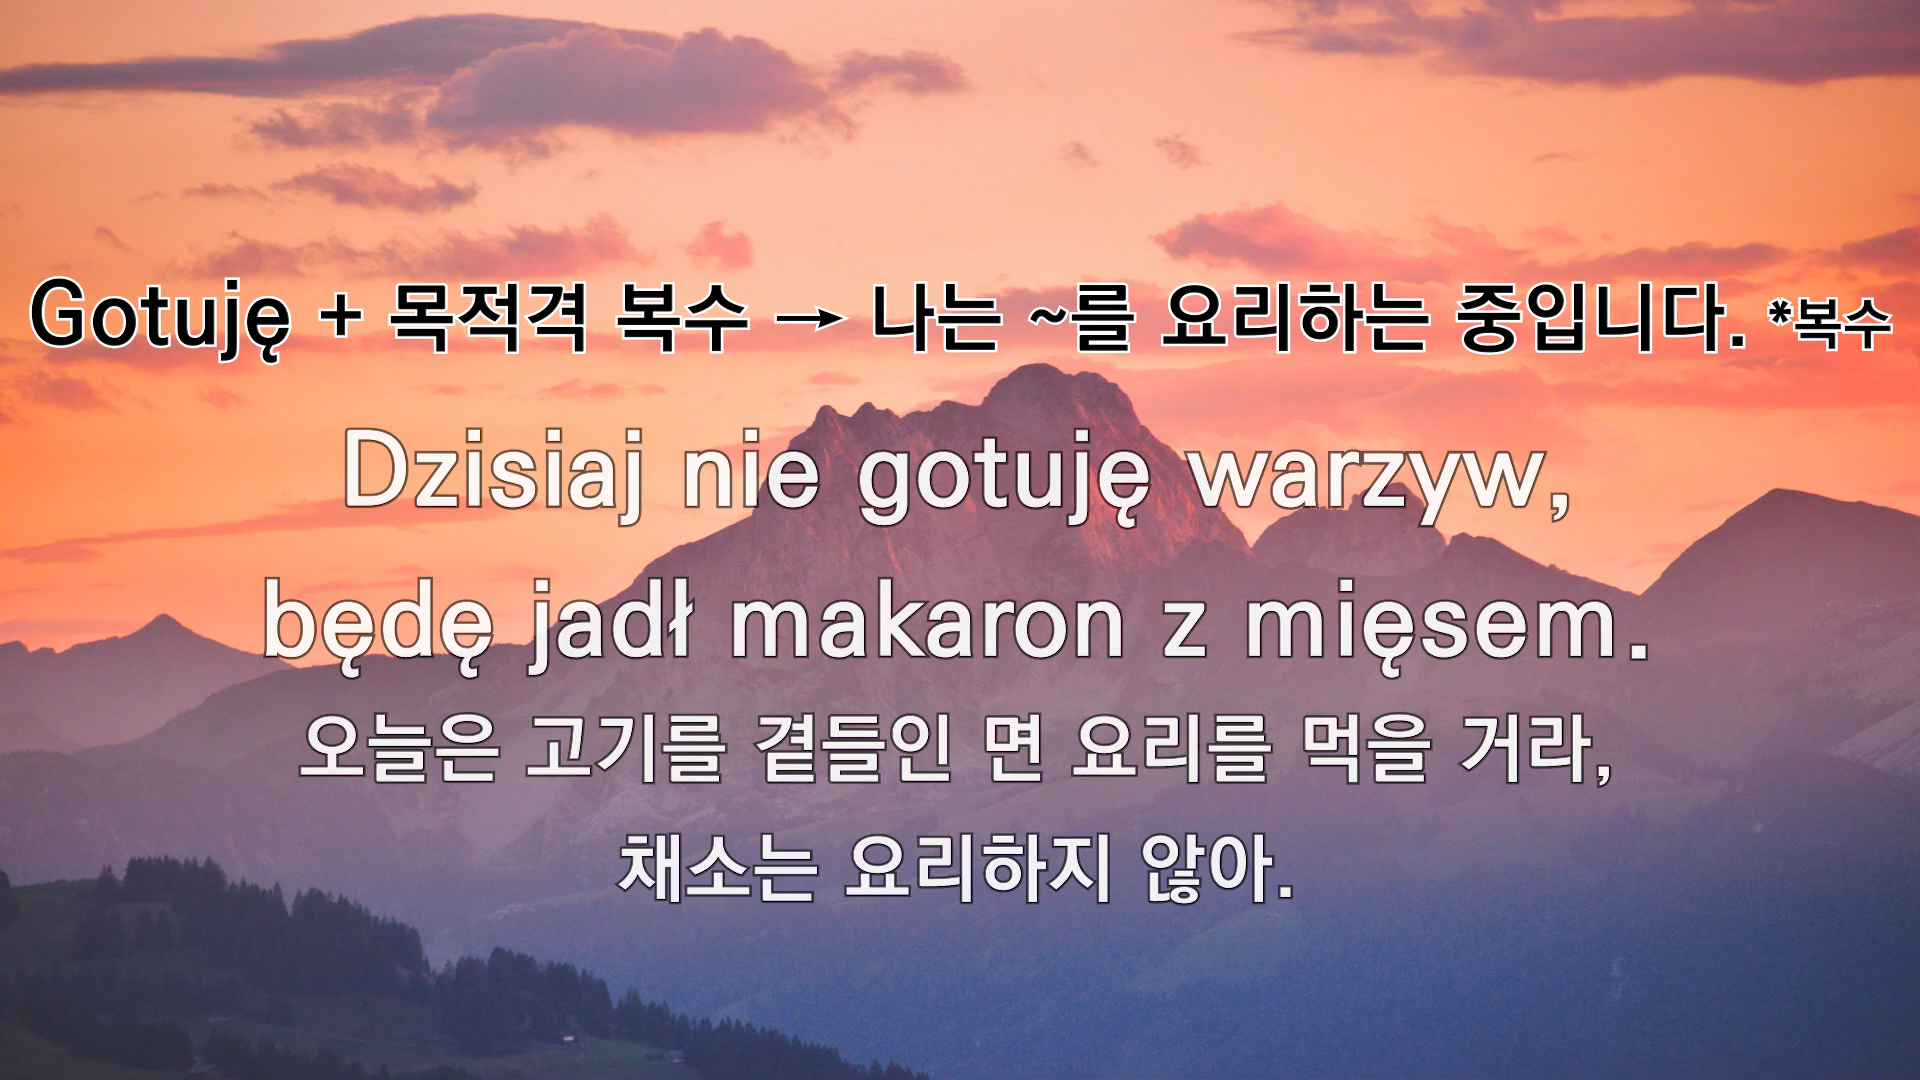 Gotuję + 목적격 복수 → 나는 ~를 요리하는 중입니다. *복수
Dzisiaj nie gotuję warzyw,
będę jadł makaron z mięsem.
오늘은 고기를 곁들인 면 요리를 먹을 거라,
채소는 요리하지 않아.